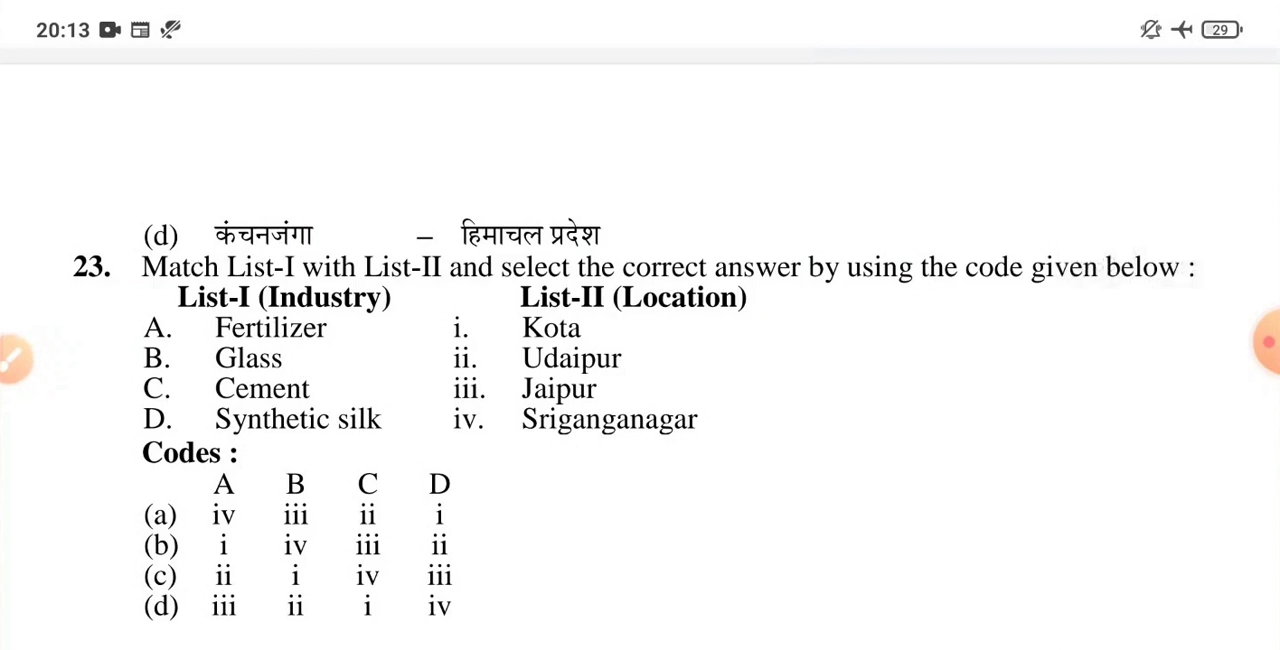 20:13
29
(d) कंचनजंगा – हिमाचल प्रदेश
23. Match List-I with List-II and select the correct answer by using the code given below :
List-I (Industry) List-II (Location)
A. Fertilizer i. Kota
B. Glass ii. Udaipur
C. Cement iii. Jaipur
D. Synthetic silk iv. Sriganganagar
Codes :
A B C D
(a) iv iii ii i
(b) i iv iii ii
(c) ii i iv iii
(d) iii ii i iv